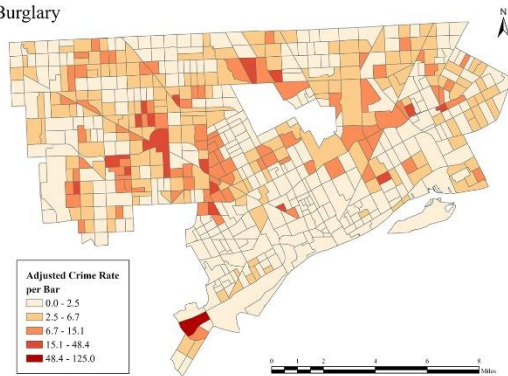 Burglary
N
Adjusted Crime Rate
per Bar
0.0 - 2.5
2.5 - 6.7
6.7 - 15.1
15.1 - 48.4
48.4 - 125.0
0 1 2 4 6 8
Miles